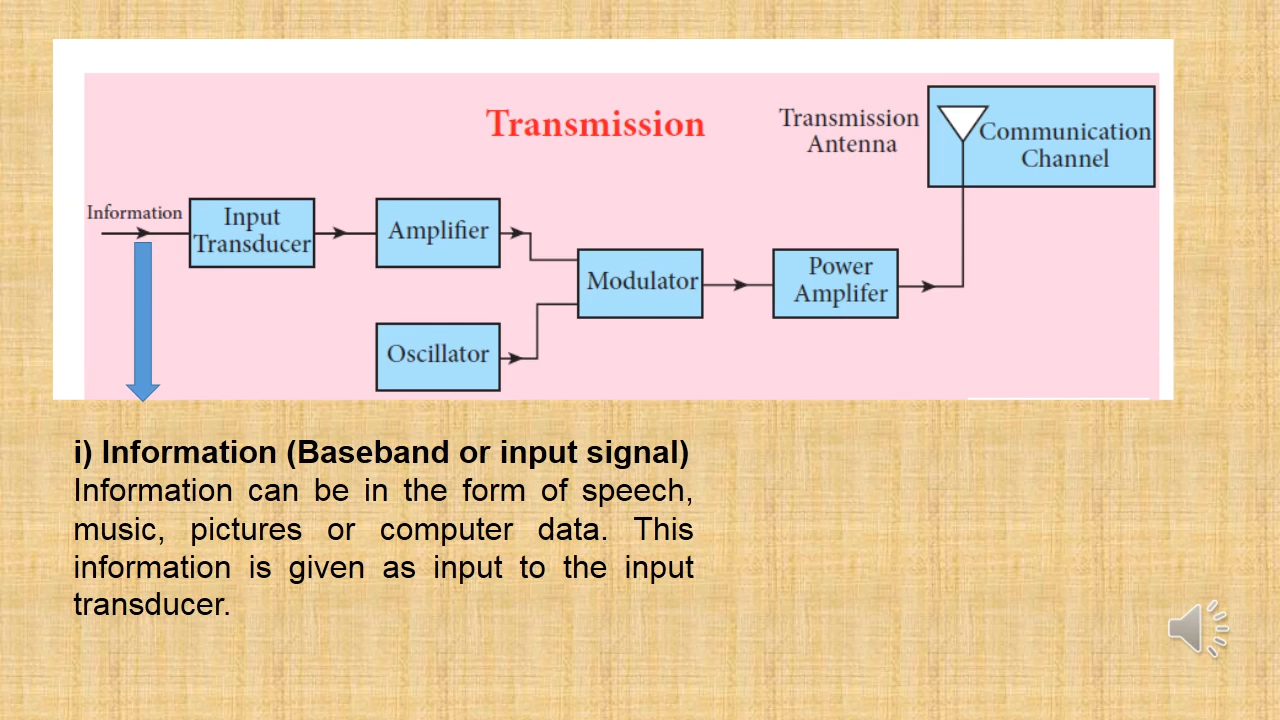 Transmission
Transmission
Antenna
Communication
Channel
Information
Input
Transducer
Amplifier
Modulator
Power
Amplifer
Oscillator
i) Information (Baseband or input signal)
Information can be in the form of speech,
music, pictures or computer data. This
information is given as input to the input
transducer.